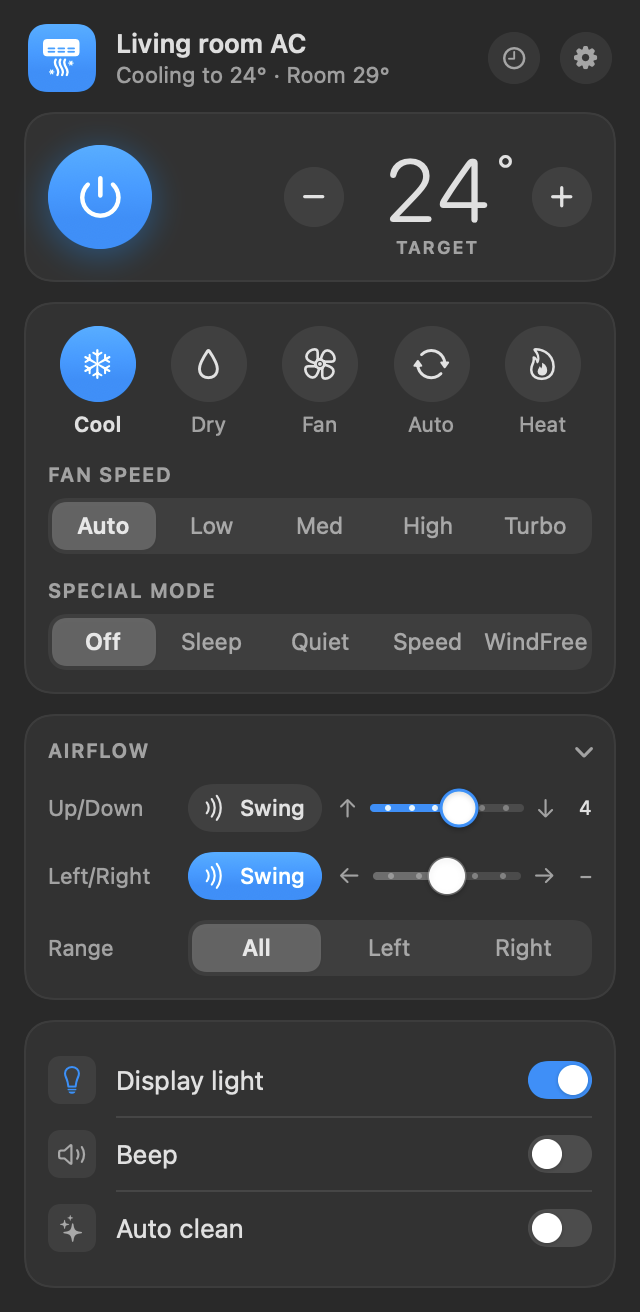 Living room AC
Cooling to 24° · Room 29°
24°
TARGET
Cool Dry Fan Auto Heat
FAN SPEED
Auto Low Med High Turbo
SPECIAL MODE
Off Sleep Quiet Speed WindFree
AIRFLOW
Up/Down Swing 4
Left/Right Swing –
Range All Left Right
Display light
Beep
Auto clean